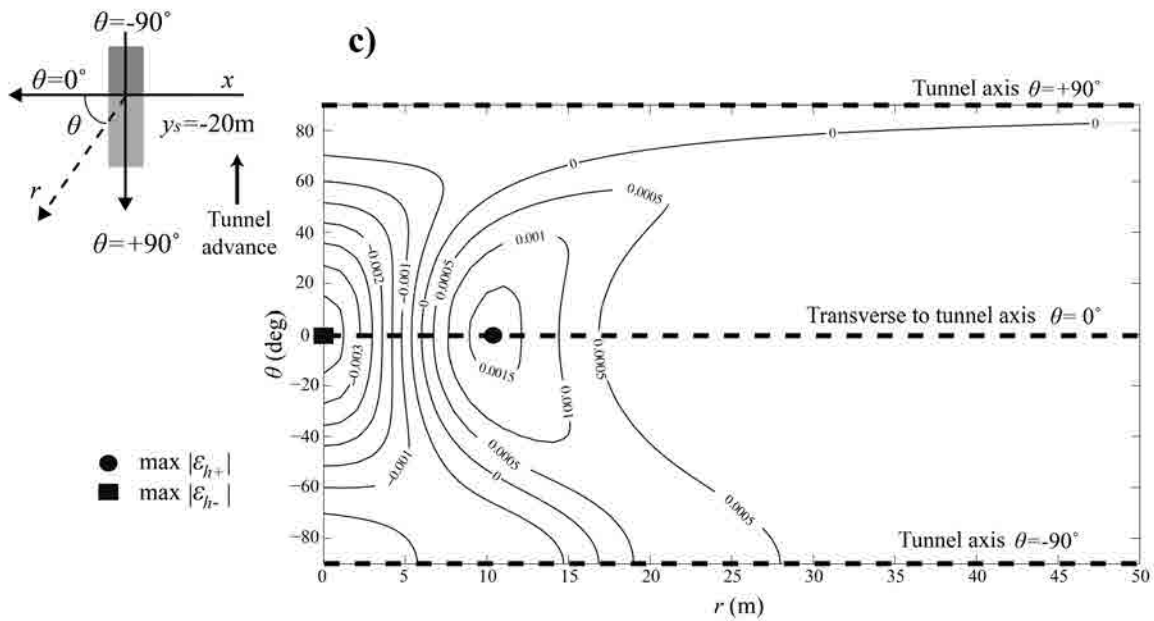 θ=-90°
c)
θ=0°
x
θ
yₛ=-20m
r
Tunnel
advance
θ=+90°
Tunnel axis θ=+90°
Transverse to tunnel axis θ=0°
Tunnel axis θ=-90°
θ (deg)
80
60
40
20
0
−20
−40
−60
−80
0
0
0
0
0.0005
0.0005
0.001
−0.001
−0.002
−0.003
0.0015
0.001
0.0005
−0.001
0.0005
0
0.0005
max |εₕ₊|
max |εₕ₋|
0 5 10 15 20 25 30 35 40 45 50
r (m)